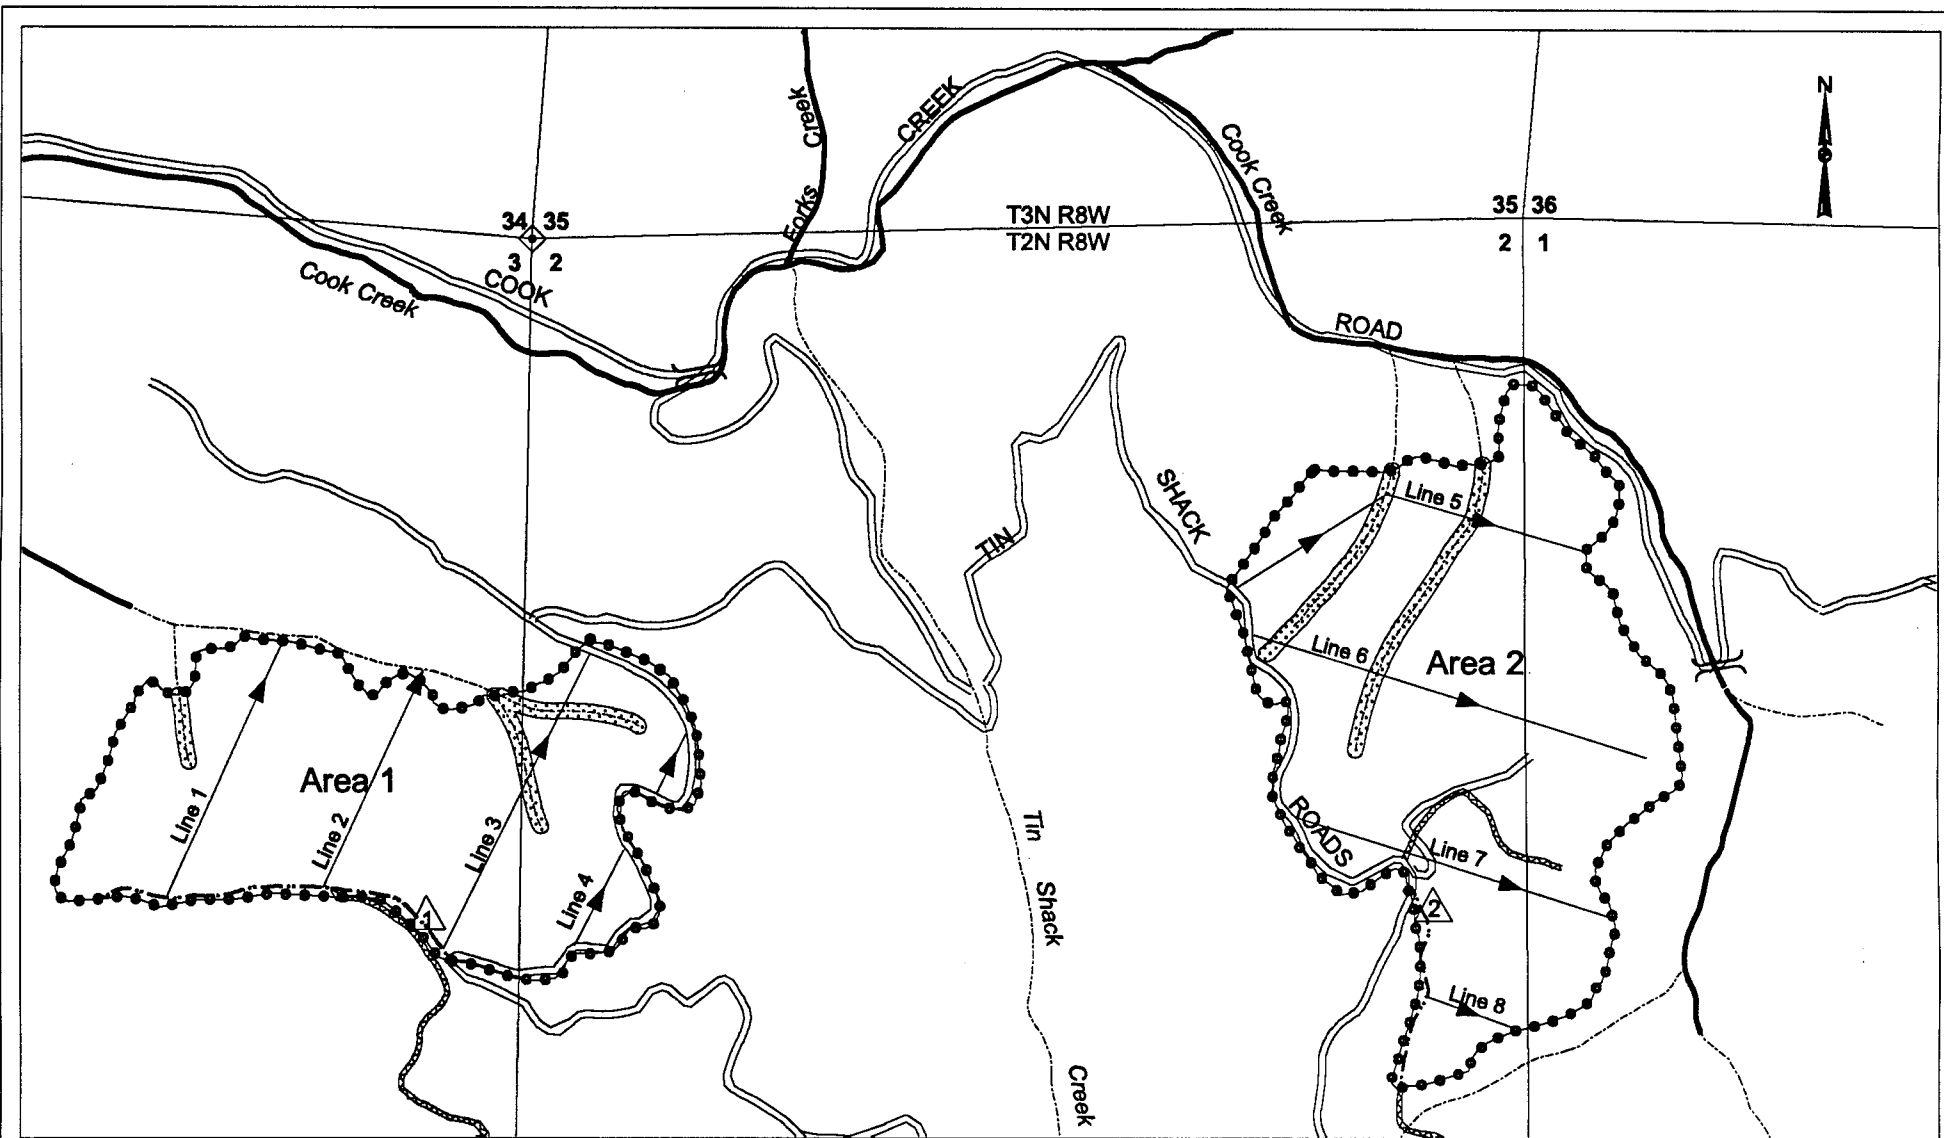 N
Creek
CREEK
Forks
Cook Creek
34 35
T3N R8W
35 36
3 2
T2N R8W
2 1
Cook Creek
COOK
ROAD
SHACK
TIN
Line 5
Line 6
Area 2
Area 1
Line 1
Line 2
Line 3
Line 4
Tin
Shack
Creek
ROADS
Line 7
1
2
Line 8